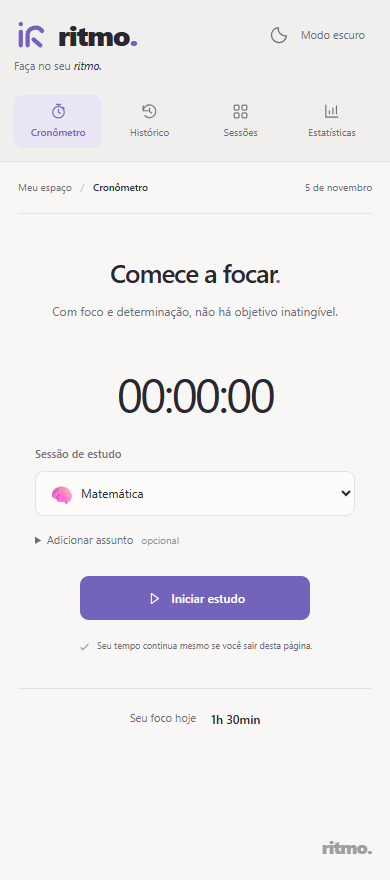 ritmo.
Modo escuro
Faça no seu ritmo.
Cronômetro
Histórico
Sessões
Estatísticas
Meu espaço / Cronômetro
5 de novembro
Comece a focar.
Com foco e determinação, não há objetivo inatingível.
00:00:00
Sessão de estudo
Matemática
Adicionar assunto opcional
Iniciar estudo
Seu tempo continua mesmo se você sair desta página.
Seu foco hoje 1h 30min
ritmo.